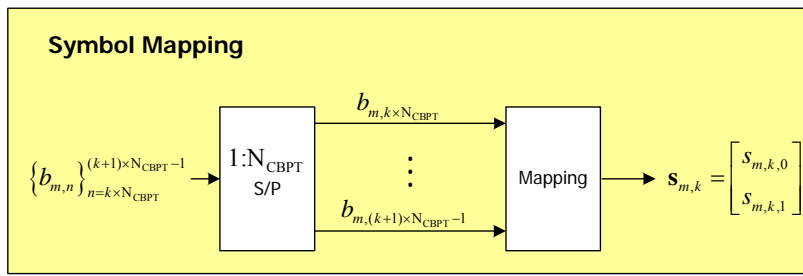 Symbol Mapping
{b_{m,n}}_{n=k×N_CBPT}^{(k+1)×N_CBPT−1}
1:N_CBPT
S/P
b_{m,k×N_CBPT}
⋮
b_{m,(k+1)×N_CBPT−1}
Mapping
s_{m,k} = [s_{m,k,0}
s_{m,k,1}]